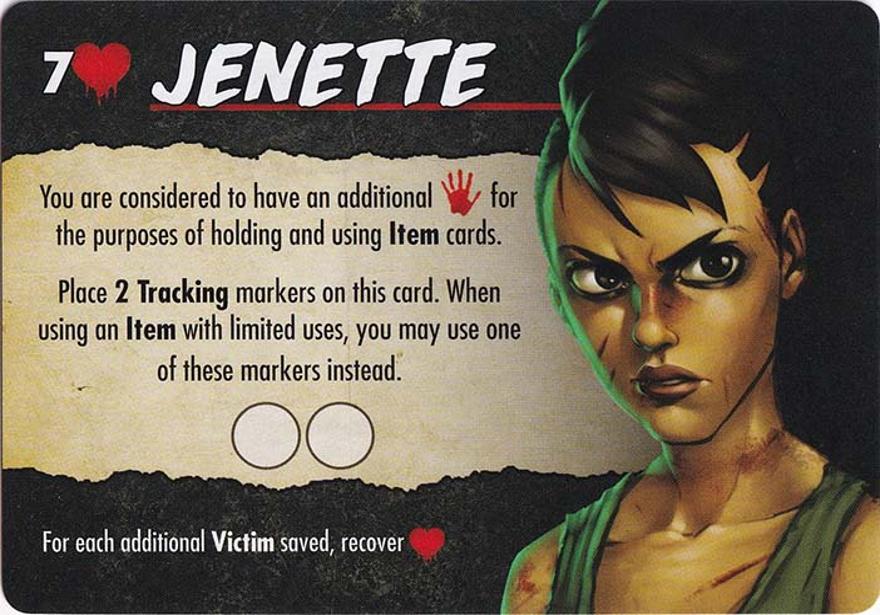 7 JENETTE
You are considered to have an additional for
the purposes of holding and using Item cards.
Place 2 Tracking markers on this card. When
using an Item with limited uses, you may use one
of these markers instead.
For each additional Victim saved, recover